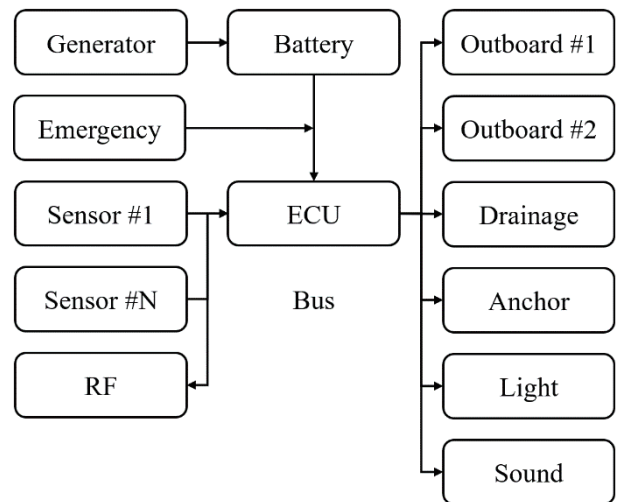 Generator
Battery
Outboard #1
Emergency
Outboard #2
Sensor #1
ECU
Drainage
Sensor #N
Bus
Anchor
RF
Light
Sound